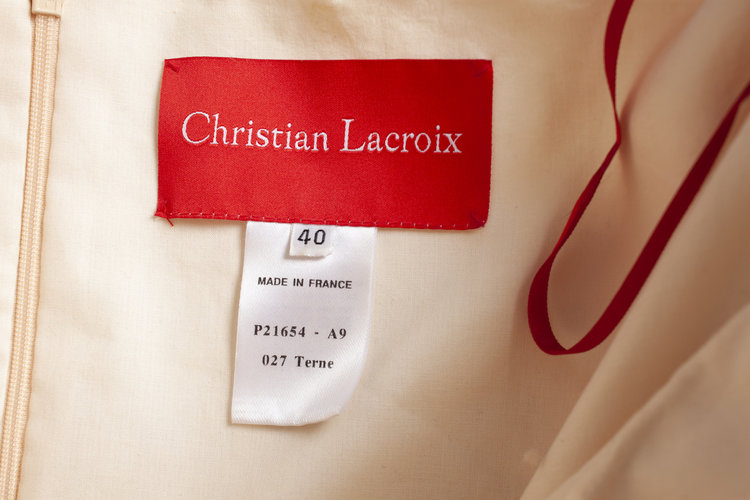 Christian Lacroix
40
MADE IN FRANCE
P21654 - A9
027 Terne